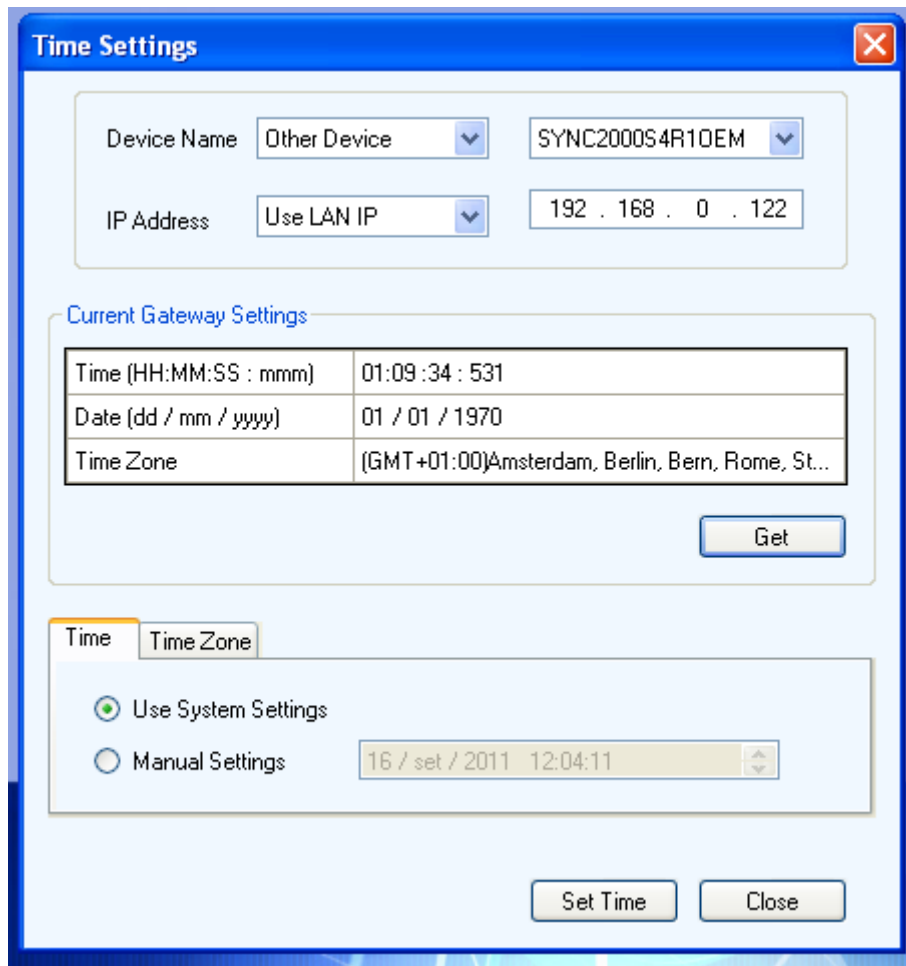 Time Settings
Device Name Other Device SYNC2000S4R1OEM
IP Address Use LAN IP 192 . 168 . 0 . 122
Current Gateway Settings
Time (HH:MM:SS : mmm) 01:09 :34 : 531
Date (dd / mm / yyyy) 01 / 01 / 1970
Time Zone (GMT+01:00)Amsterdam, Berlin, Bern, Rome, St...
Get
Time Time Zone
Use System Settings
Manual Settings 16 / set / 2011 12:04:11
Set Time Close